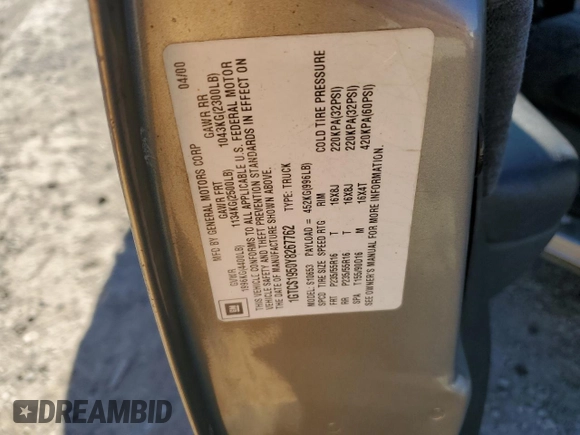 MFD BY GENERAL MOTORS CORP 04/00
GVWR GAWR FRT GAWR RR
1996KG(4400LB) 1134KG(2500LB) 1043KG(2300LB)
THIS VEHICLE CONFORMS TO ALL APPLICABLE U.S. FEDERAL MOTOR
VEHICLE SAFETY AND THEFT PREVENTION STANDARDS IN EFFECT ON
THE DATE OF MANUFACTURE SHOWN ABOVE.
1GTCS1950Y8267762 TYPE: TRUCK
MODEL: S10653 PAYLOAD = 452KG(996LB)
SPCD TIRE SIZE SPEED RTG RIM COLD TIRE PRESSURE
FRT P235/55R16 T 16X8J 220KPA(32PSI)
RR P235/55R16 T 16X8J 220KPA(32PSI)
SPA T155/90D16 M 16X4T 420KPA(60PSI)
SEE OWNER'S MANUAL FOR MORE INFORMATION.
GM
DREAMBID